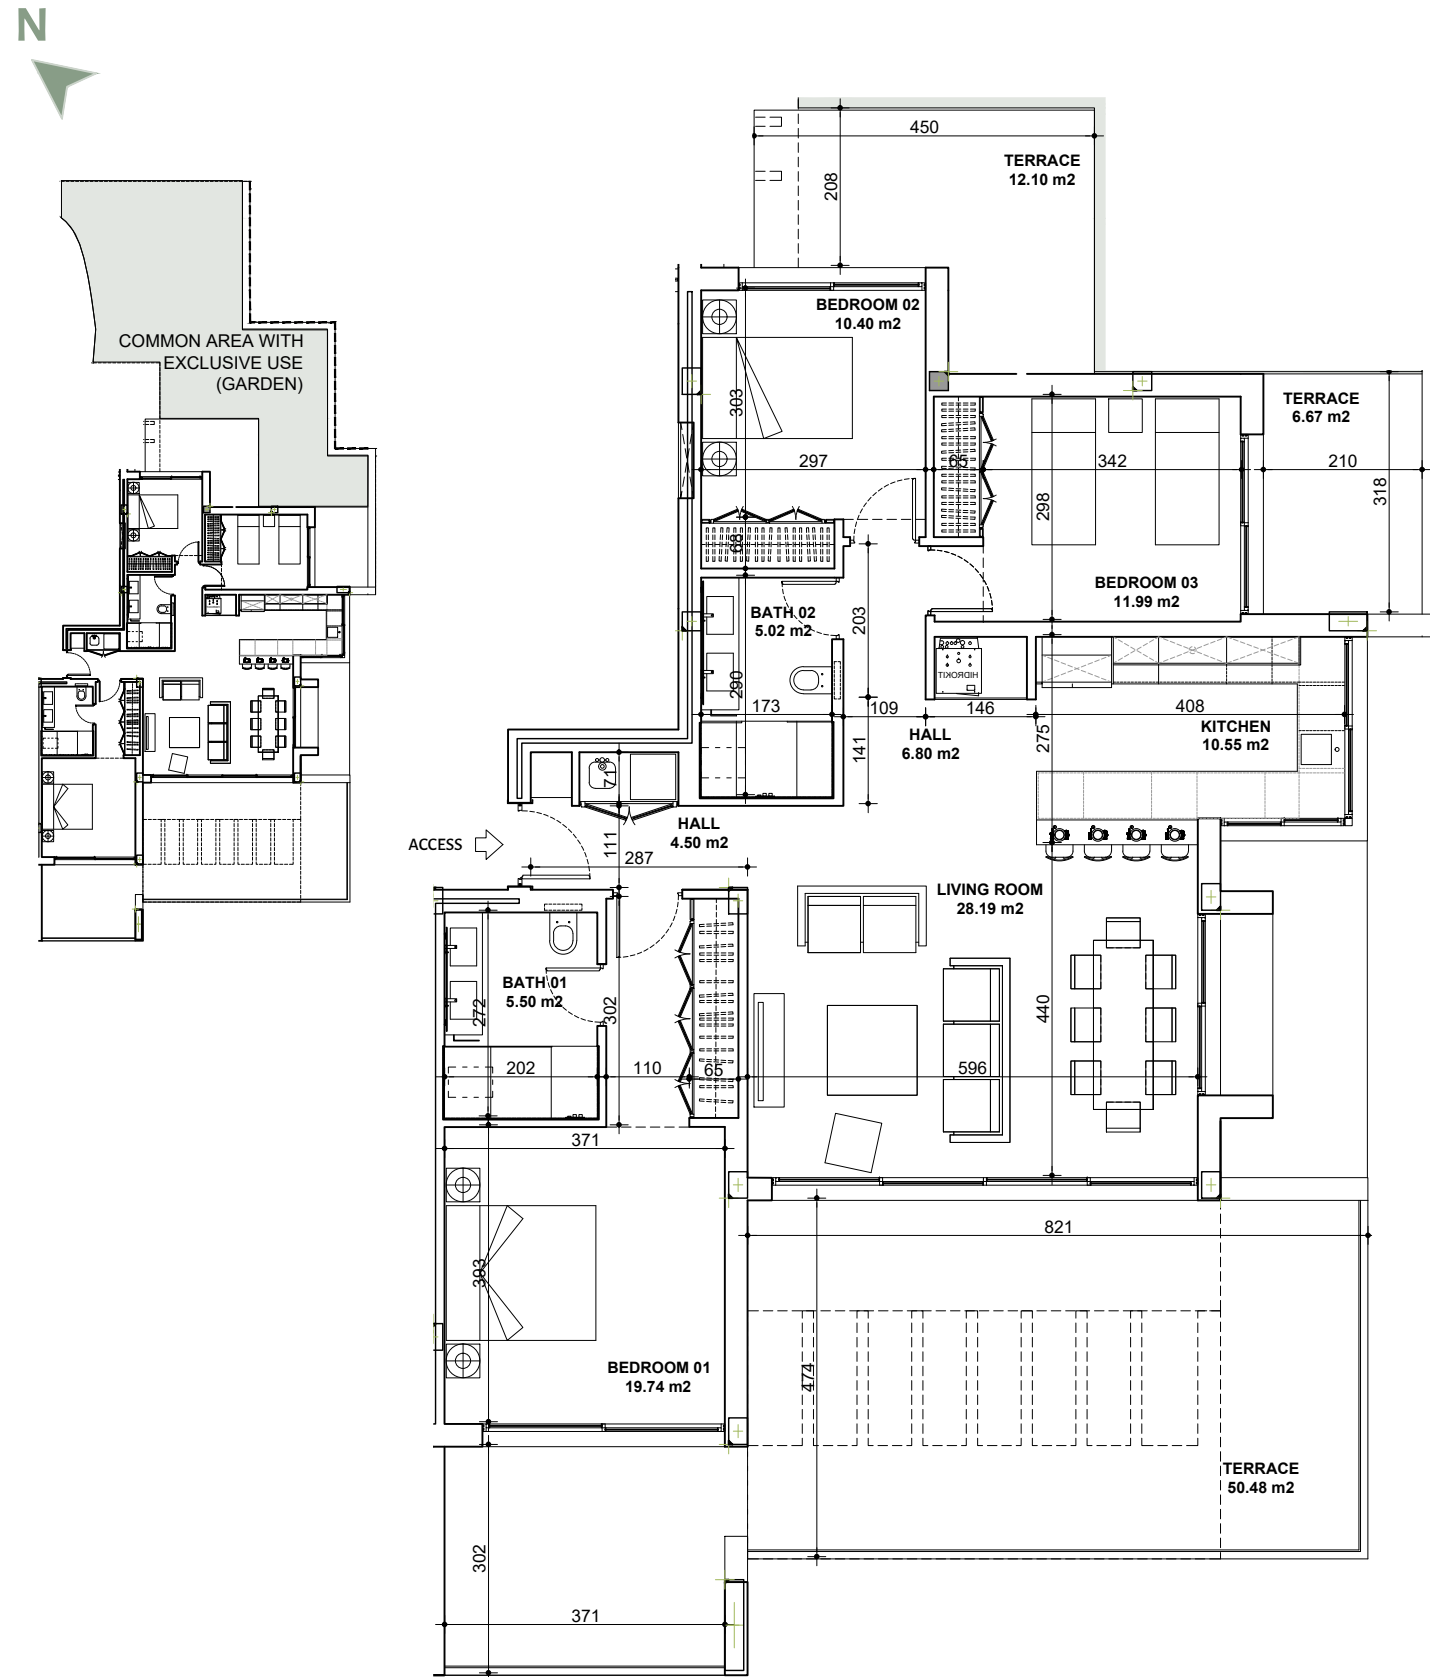 N
450
TERRACE
12.10 m2
208
BEDROOM 02
10.40 m2
COMMON AREA WITH
EXCLUSIVE USE
(GARDEN)
303
TERRACE
6.67 m2
297
65
342
210
318
298
68
BEDROOM 03
11.99 m2
BATH 02
5.02 m2
203
290
HIDROKIT
173
109
146
408
HALL
6.80 m2
141
275
KITCHEN
10.55 m2
71
HALL
4.50 m2
ACCESS
111
287
LIVING ROOM
28.19 m2
BATH 01
5.50 m2
272
302
440
202
110
65
596
371
393
821
BEDROOM 01
19.74 m2
474
TERRACE
50.48 m2
302
371